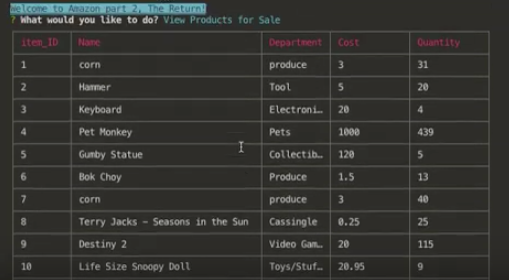 Welcome to Amazon part 2, The Return!
? What would you like to do? View Products for Sale
item_ID Name Department Cost Quantity
1 corn produce 3 31
2 Hammer Tool 5 20
3 Keyboard Electroni… 20 4
4 Pet Monkey Pets 1000 439
5 Gumby Statue Collectib… 120 5
6 Bok Choy Produce 1.5 13
7 corn produce 3 40
8 Terry Jacks – Seasons in the Sun Cassingle 0.25 25
9 Destiny 2 Video Gam… 20 115
10 Life Size Snoopy Doll Toys/Stuf… 20.95 9